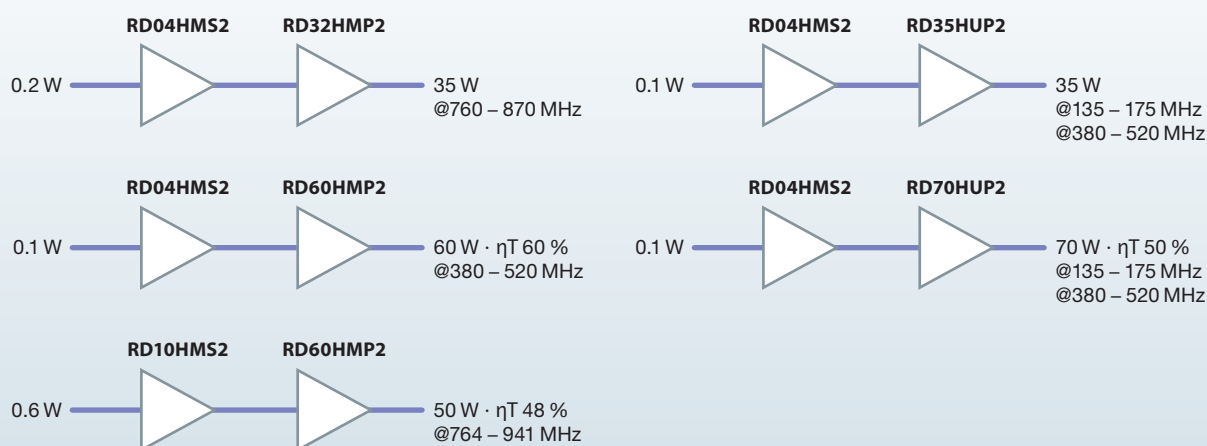 RD04HMS2 RD32HMP2
0.2 W
35 W
@760 – 870 MHz
RD04HMS2 RD35HUP2
0.1 W
35 W
@135 – 175 MHz
@380 – 520 MHz
RD04HMS2 RD60HMP2
0.1 W
60 W · ηT 60 %
@380 – 520 MHz
RD04HMS2 RD70HUP2
0.1 W
70 W · ηT 50 %
@135 – 175 MHz
@380 – 520 MHz
RD10HMS2 RD60HMP2
0.6 W
50 W · ηT 48 %
@764 – 941 MHz